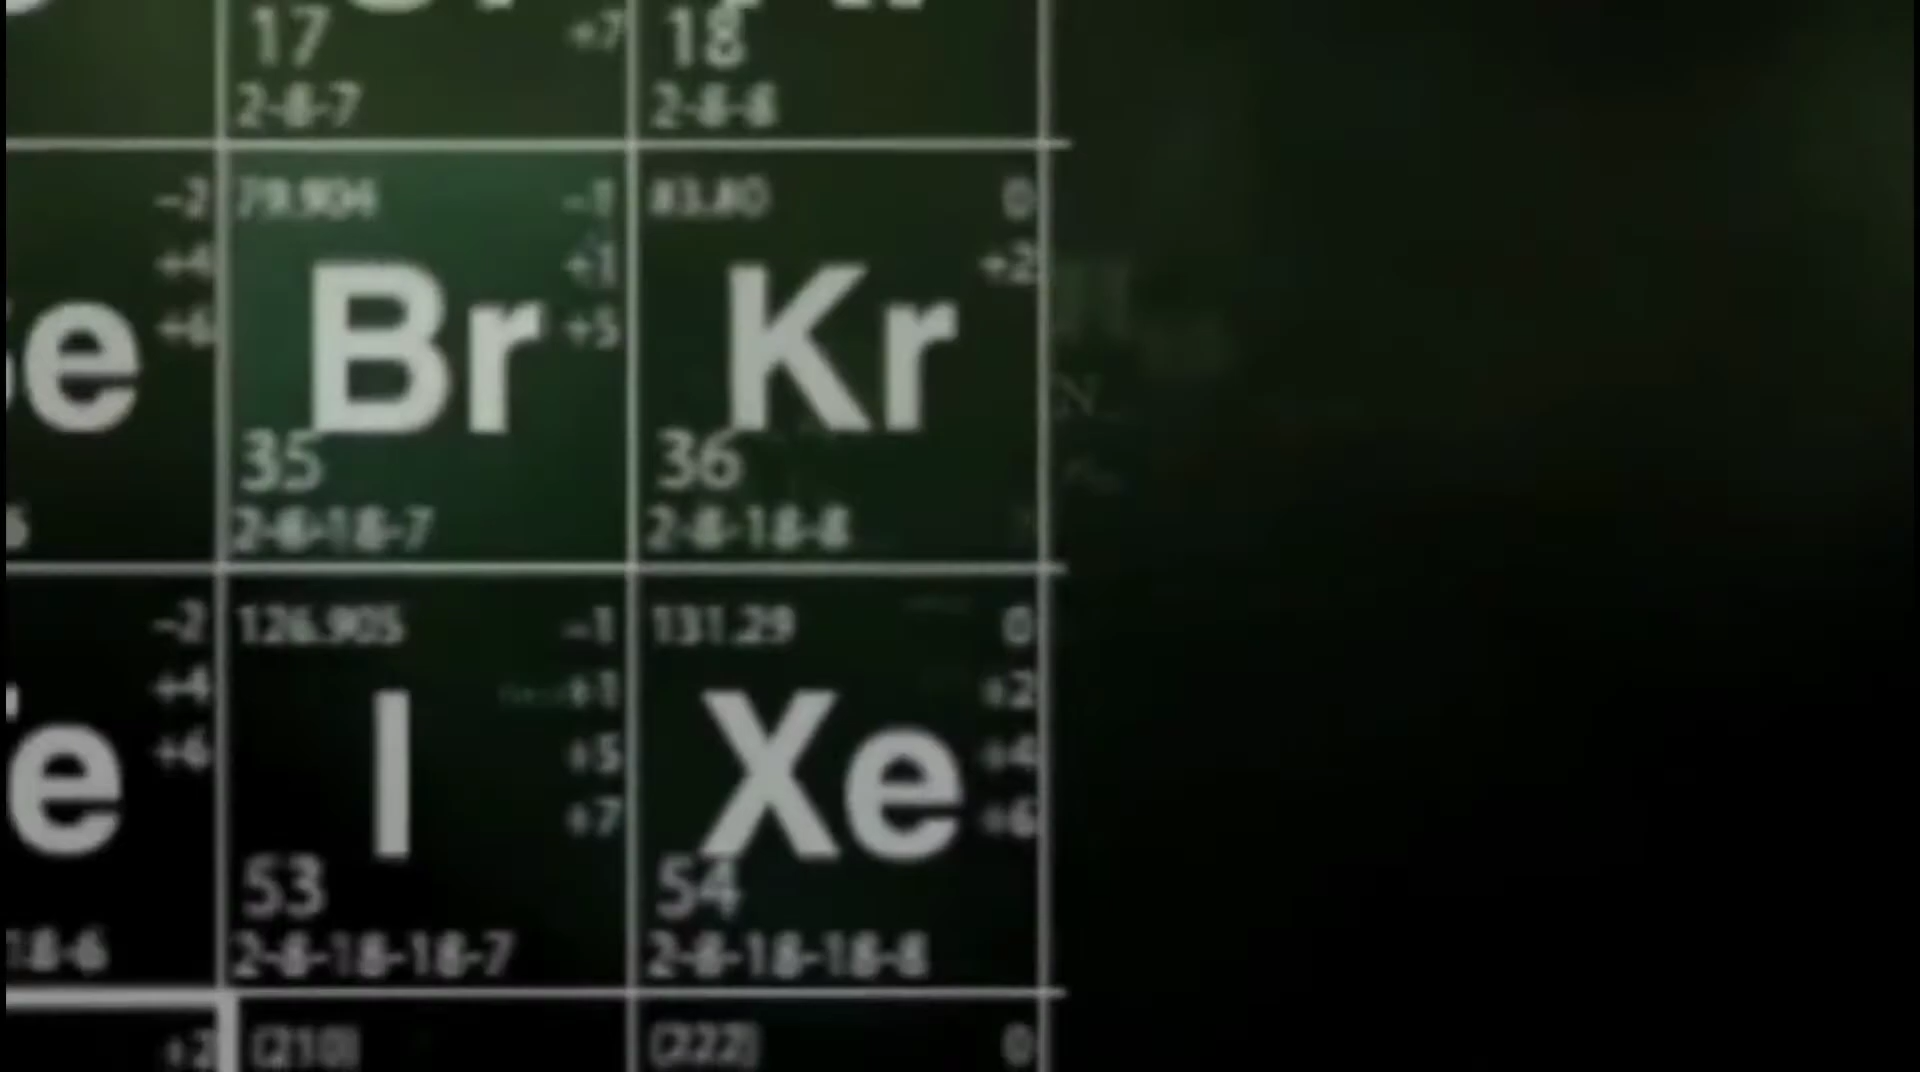 17 +7 18
2-8-7 2-8-8
-2 79.904 -1 83.80 0
+4 +1 +2
+6 +5
e Br Kr
35 36
2-8-18-7 2-8-18-8
-2 126.905 -1 131.29 0
+4 +1 +2
+6 +5 +4
e I Xe
+7 +6
53 54
18-6 2-8-18-18-7 2-8-18-18-8
+2 (210) (222) 0